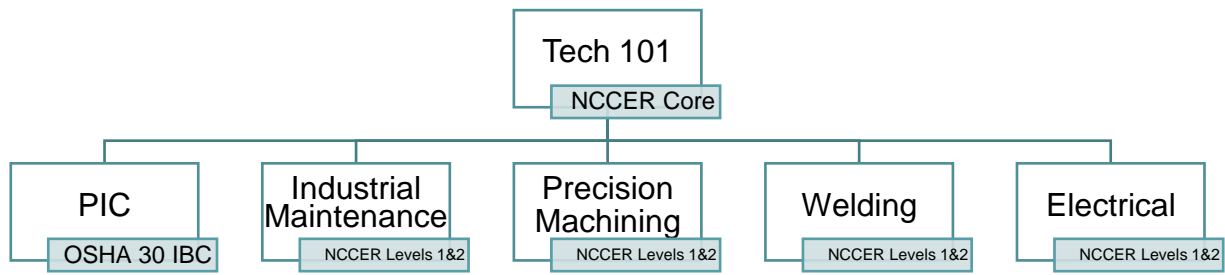 Tech 101
NCCER Core
PIC
OSHA 30 IBC
Industrial
Maintenance
NCCER Levels 1&2
Precision
Machining
NCCER Levels 1&2
Welding
NCCER Levels 1&2
Electrical
NCCER Levels 1&2